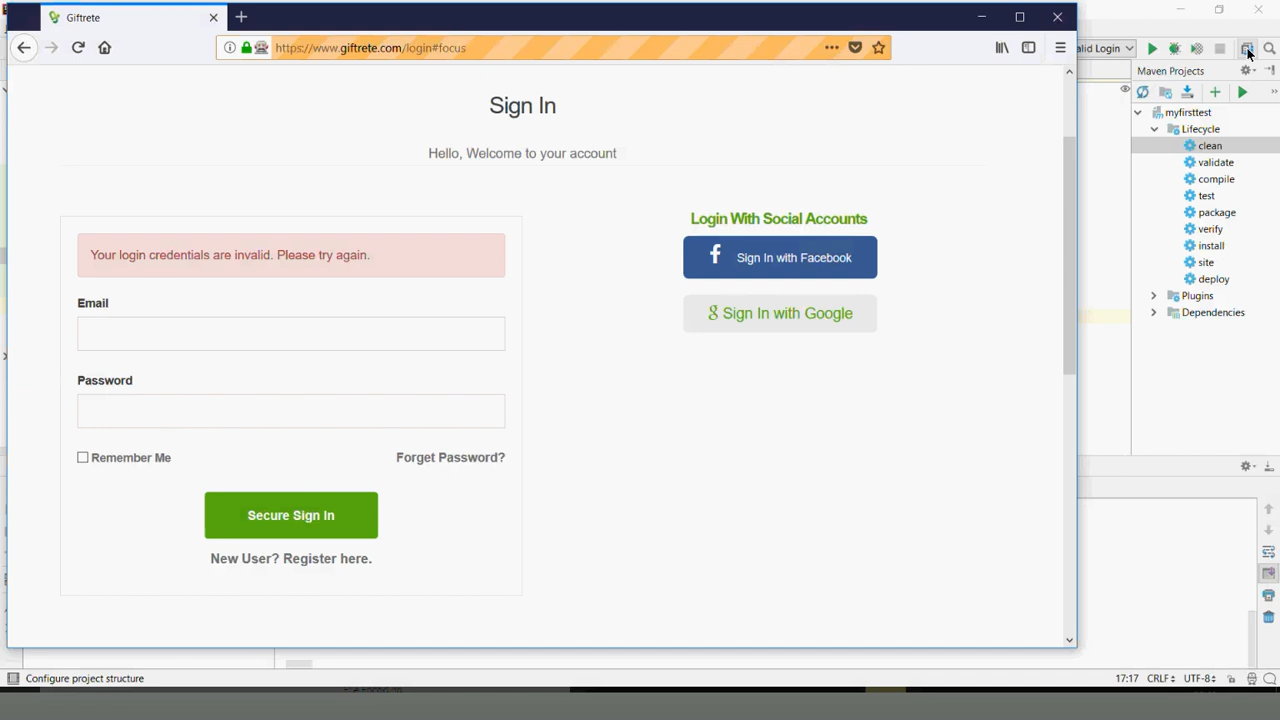 Giftrete
https://www.giftrete.com/login#focus
alid Login
Maven Projects
myfirsttest
Lifecycle
clean
validate
compile
test
package
verify
install
site
deploy
Plugins
Dependencies
Sign In
Hello, Welcome to your account
Your login credentials are invalid. Please try again.
Email
Password
Remember Me
Forget Password?
Secure Sign In
New User? Register here.
Login With Social Accounts
Sign In with Facebook
Sign In with Google
Configure project structure
17:17 CRLF UTF-8